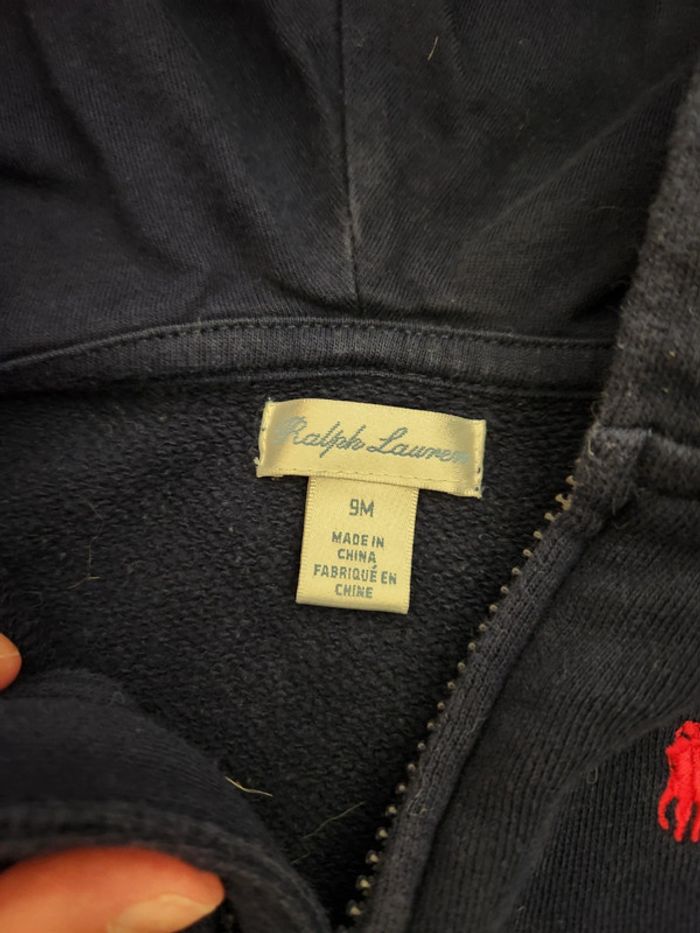 Ralph Lauren
9M
MADE IN
CHINA
FABRIQUÉ EN
CHINE